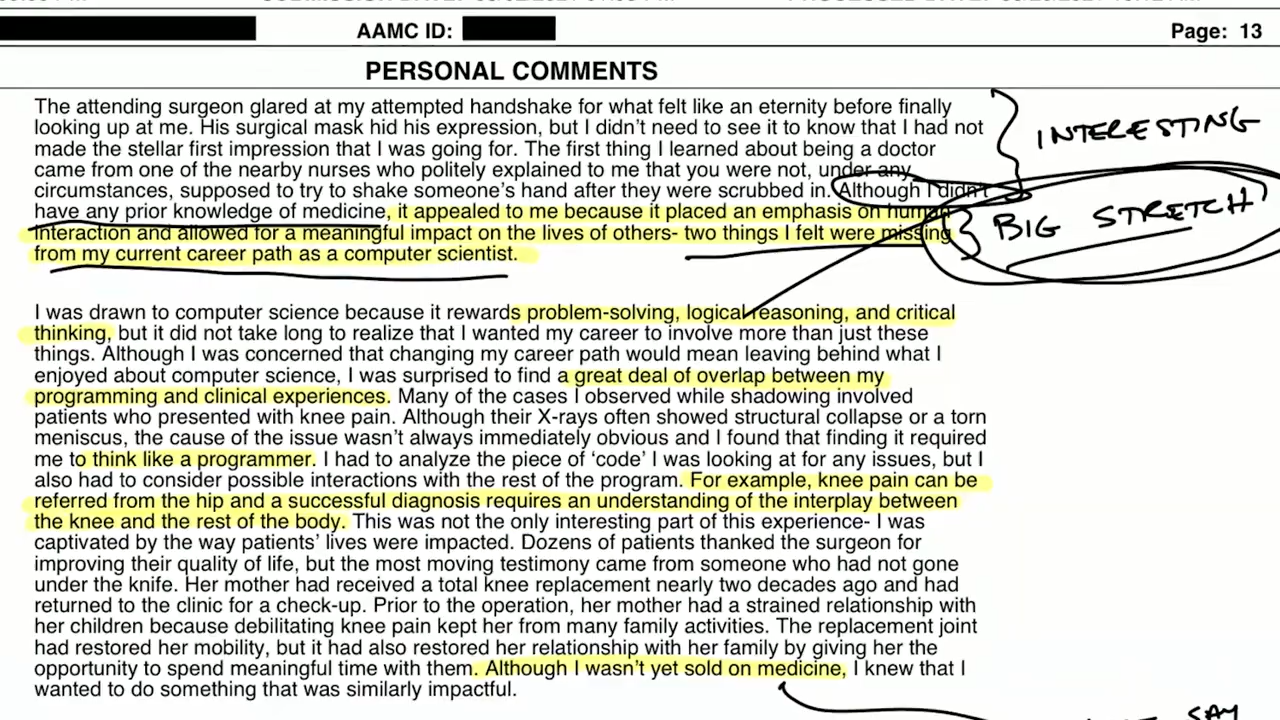 AAMC ID:
Page: 13
PERSONAL COMMENTS
The attending surgeon glared at my attempted handshake for what felt like an eternity before finally
looking up at me. His surgical mask hid his expression, but I didn't need to see it to know that I had not
made the stellar first impression that I was going for. The first thing I learned about being a doctor
came from one of the nearby nurses who politely explained to me that you were not, under any
circumstances, supposed to try to shake someone's hand after they were scrubbed in. Although I didn't
have any prior knowledge of medicine, it appealed to me because it placed an emphasis on human
interaction and allowed for a meaningful impact on the lives of others- two things I felt were missing
from my current career path as a computer scientist.
INTERESTING
BIG STRETCH
I was drawn to computer science because it rewards problem-solving, logical reasoning, and critical
thinking, but it did not take long to realize that I wanted my career to involve more than just these
things. Although I was concerned that changing my career path would mean leaving behind what I
enjoyed about computer science, I was surprised to find a great deal of overlap between my
programming and clinical experiences. Many of the cases I observed while shadowing involved
patients who presented with knee pain. Although their X-rays often showed structural collapse or a torn
meniscus, the cause of the issue wasn't always immediately obvious and I found that finding it required
me to think like a programmer. I had to analyze the piece of 'code' I was looking at for any issues, but I
also had to consider possible interactions with the rest of the program. For example, knee pain can be
referred from the hip and a successful diagnosis requires an understanding of the interplay between
the knee and the rest of the body. This was not the only interesting part of this experience- I was
captivated by the way patients' lives were impacted. Dozens of patients thanked the surgeon for
improving their quality of life, but the most moving testimony came from someone who had not gone
under the knife. Her mother had received a total knee replacement nearly two decades ago and had
returned to the clinic for a check-up. Prior to the operation, her mother had a strained relationship with
her children because debilitating knee pain kept her from many family activities. The replacement joint
had restored her mobility, but it had also restored her relationship with her family by giving her the
opportunity to spend meaningful time with them. Although I wasn't yet sold on medicine, I knew that I
wanted to do something that was similarly impactful.
SAY